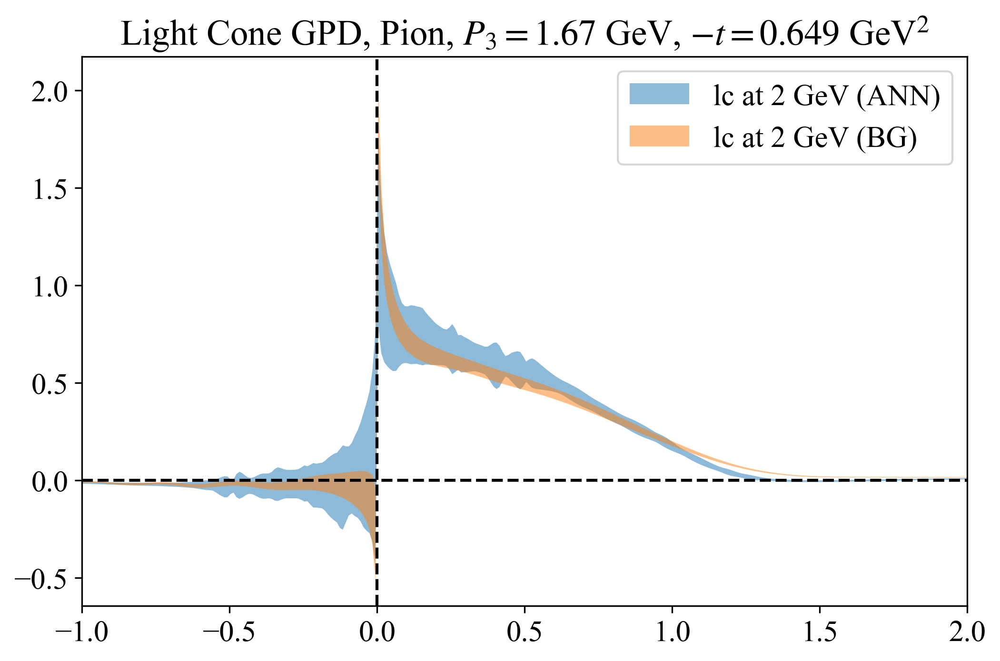 Light Cone GPD, Pion, P₃ = 1.67 GeV, −t = 0.649 GeV²
lc at 2 GeV (ANN)
lc at 2 GeV (BG)
2.0
1.5
1.0
0.5
0.0
−0.5
−1.0 −0.5 0.0 0.5 1.0 1.5 2.0